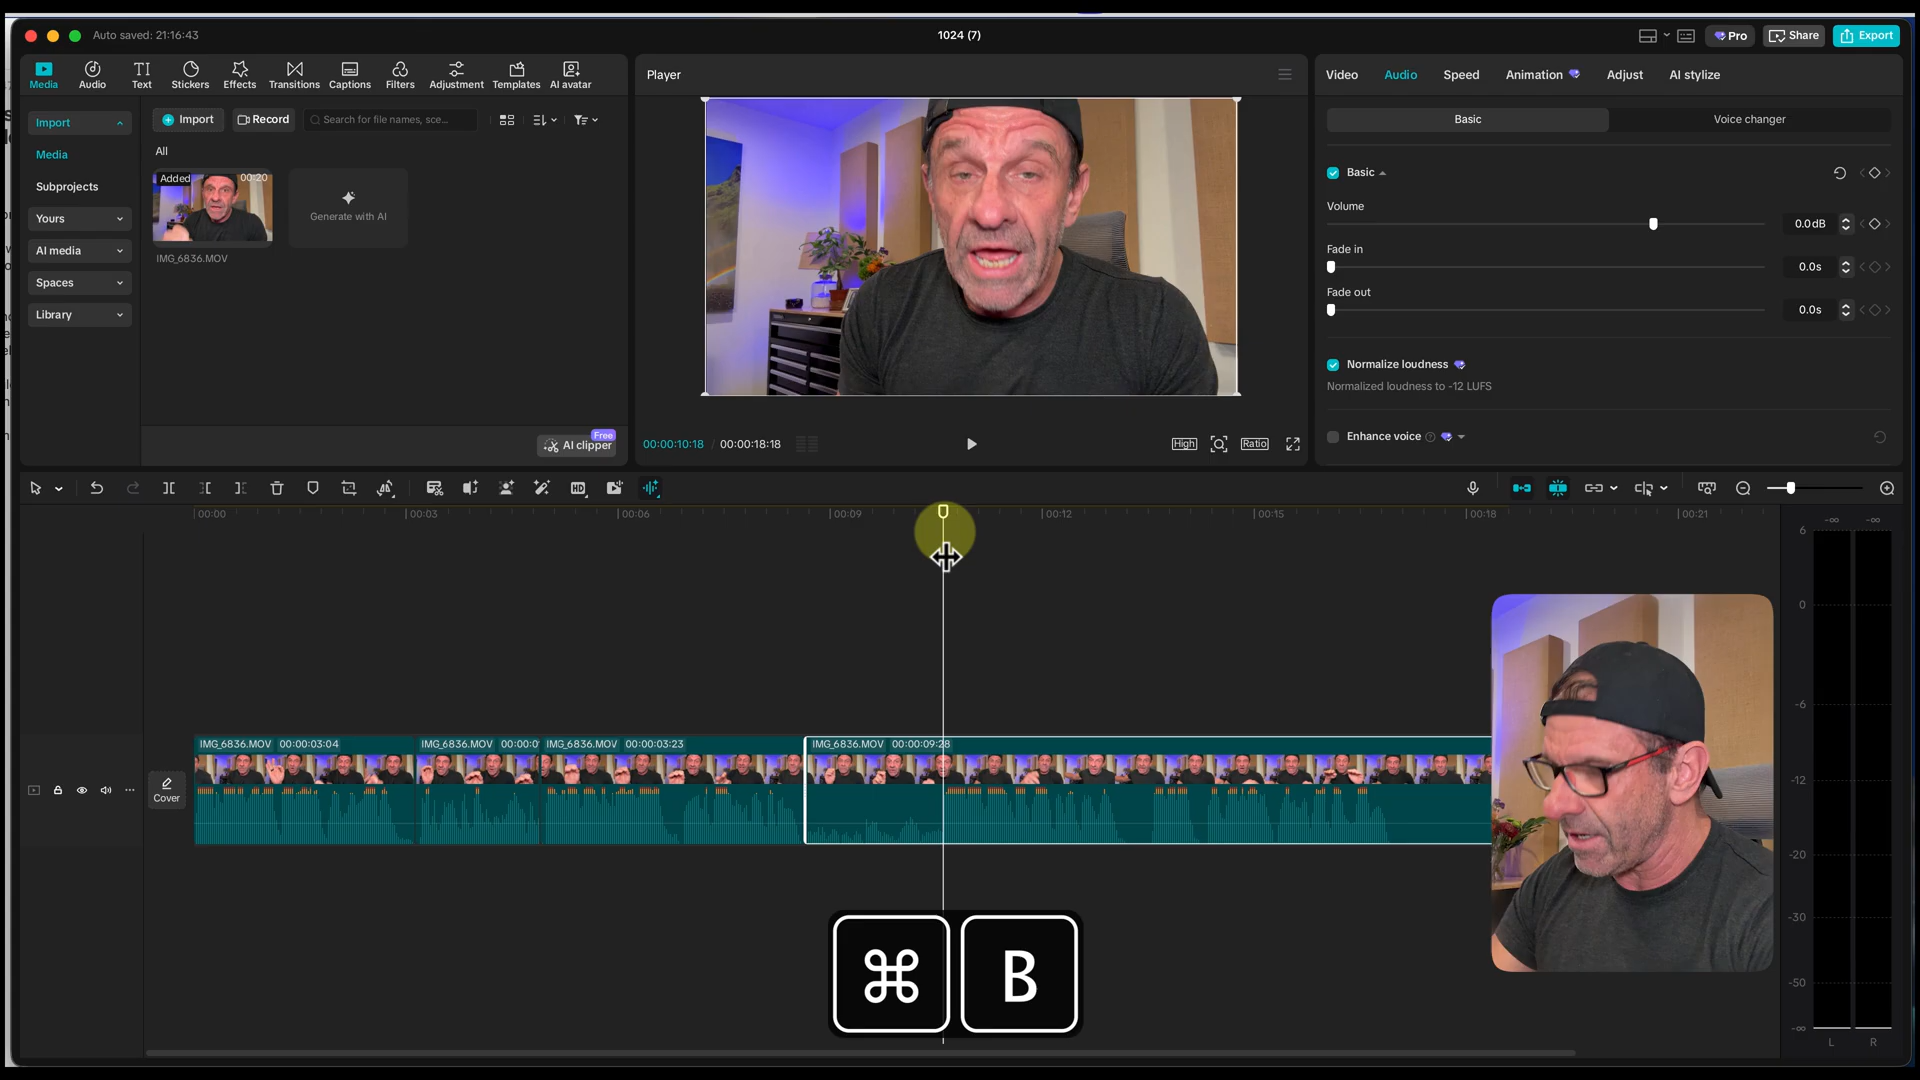 Auto saved: 21:16:43
1024 (7)
Pro
Share
Export
Media
Audio
Text
Stickers
Effects
Transitions
Captions
Filters
Adjustment
Templates
AI avatar
Import
Media
Subprojects
Yours
AI media
Spaces
Library
Import
Record
Search for file names, sce...
All
Added
00:20
IMG_6836.MOV
Generate with AI
Free
AI clipper
Player
00:00:10:18 / 00:00:18:18
High
Ratio
Video
Audio
Speed
Animation
Adjust
AI stylize
Basic
Voice changer
Basic
Volume
0.0dB
Fade in
0.0s
Fade out
0.0s
Normalize loudness
Normalized loudness to -12 LUFS
Enhance voice
00:00
00:03
00:06
00:09
00:12
00:15
00:18
00:21
Cover
IMG_6836.MOV 00:00:03:04
IMG_6836.MOV 00:00:0
IMG_6836.MOV 00:00:03:23
IMG_6836.MOV 00:00:09:28
-∞ -∞
6
0
-6
-12
-20
-30
-50
-∞
L R
⌘ B